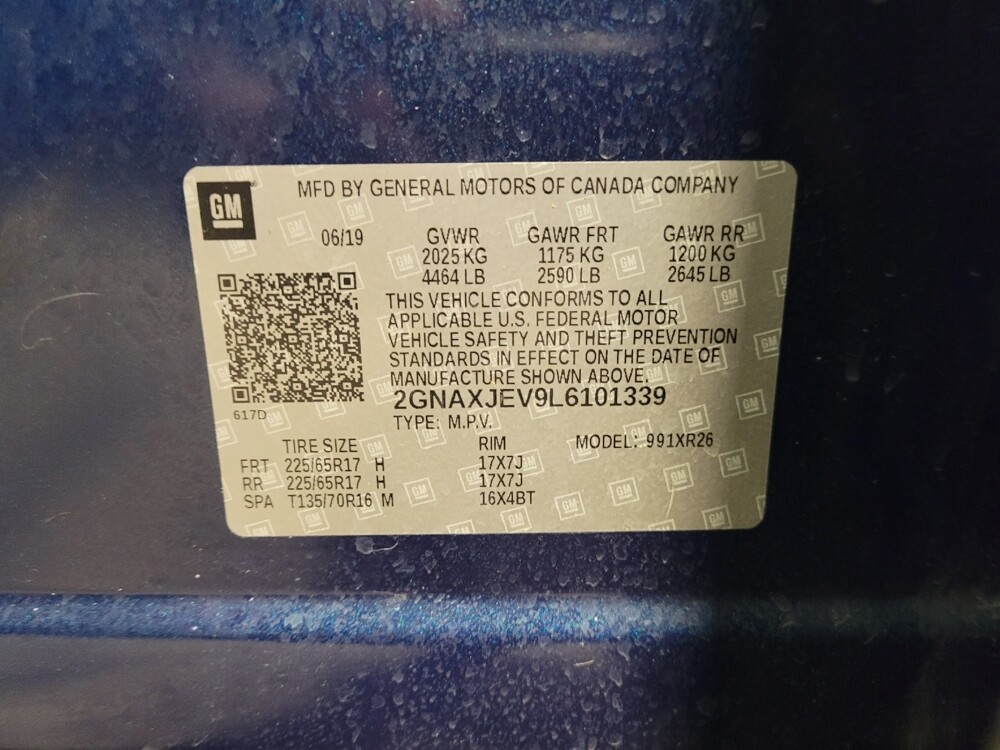 GM
MFD BY GENERAL MOTORS OF CANADA COMPANY
06/19 GVWR GAWR FRT GAWR RR
2025 KG 1175 KG 1200 KG
4464 LB 2590 LB 2645 LB
THIS VEHICLE CONFORMS TO ALL
APPLICABLE U.S. FEDERAL MOTOR
VEHICLE SAFETY AND THEFT PREVENTION
STANDARDS IN EFFECT ON THE DATE OF
MANUFACTURE SHOWN ABOVE.
2GNAXJEV9L6101339
617D
TYPE: M.P.V.
TIRE SIZE RIM MODEL: 991XR26
FRT 225/65R17 H 17X7J
RR 225/65R17 H 17X7J
SPA T135/70R16 M 16X4BT